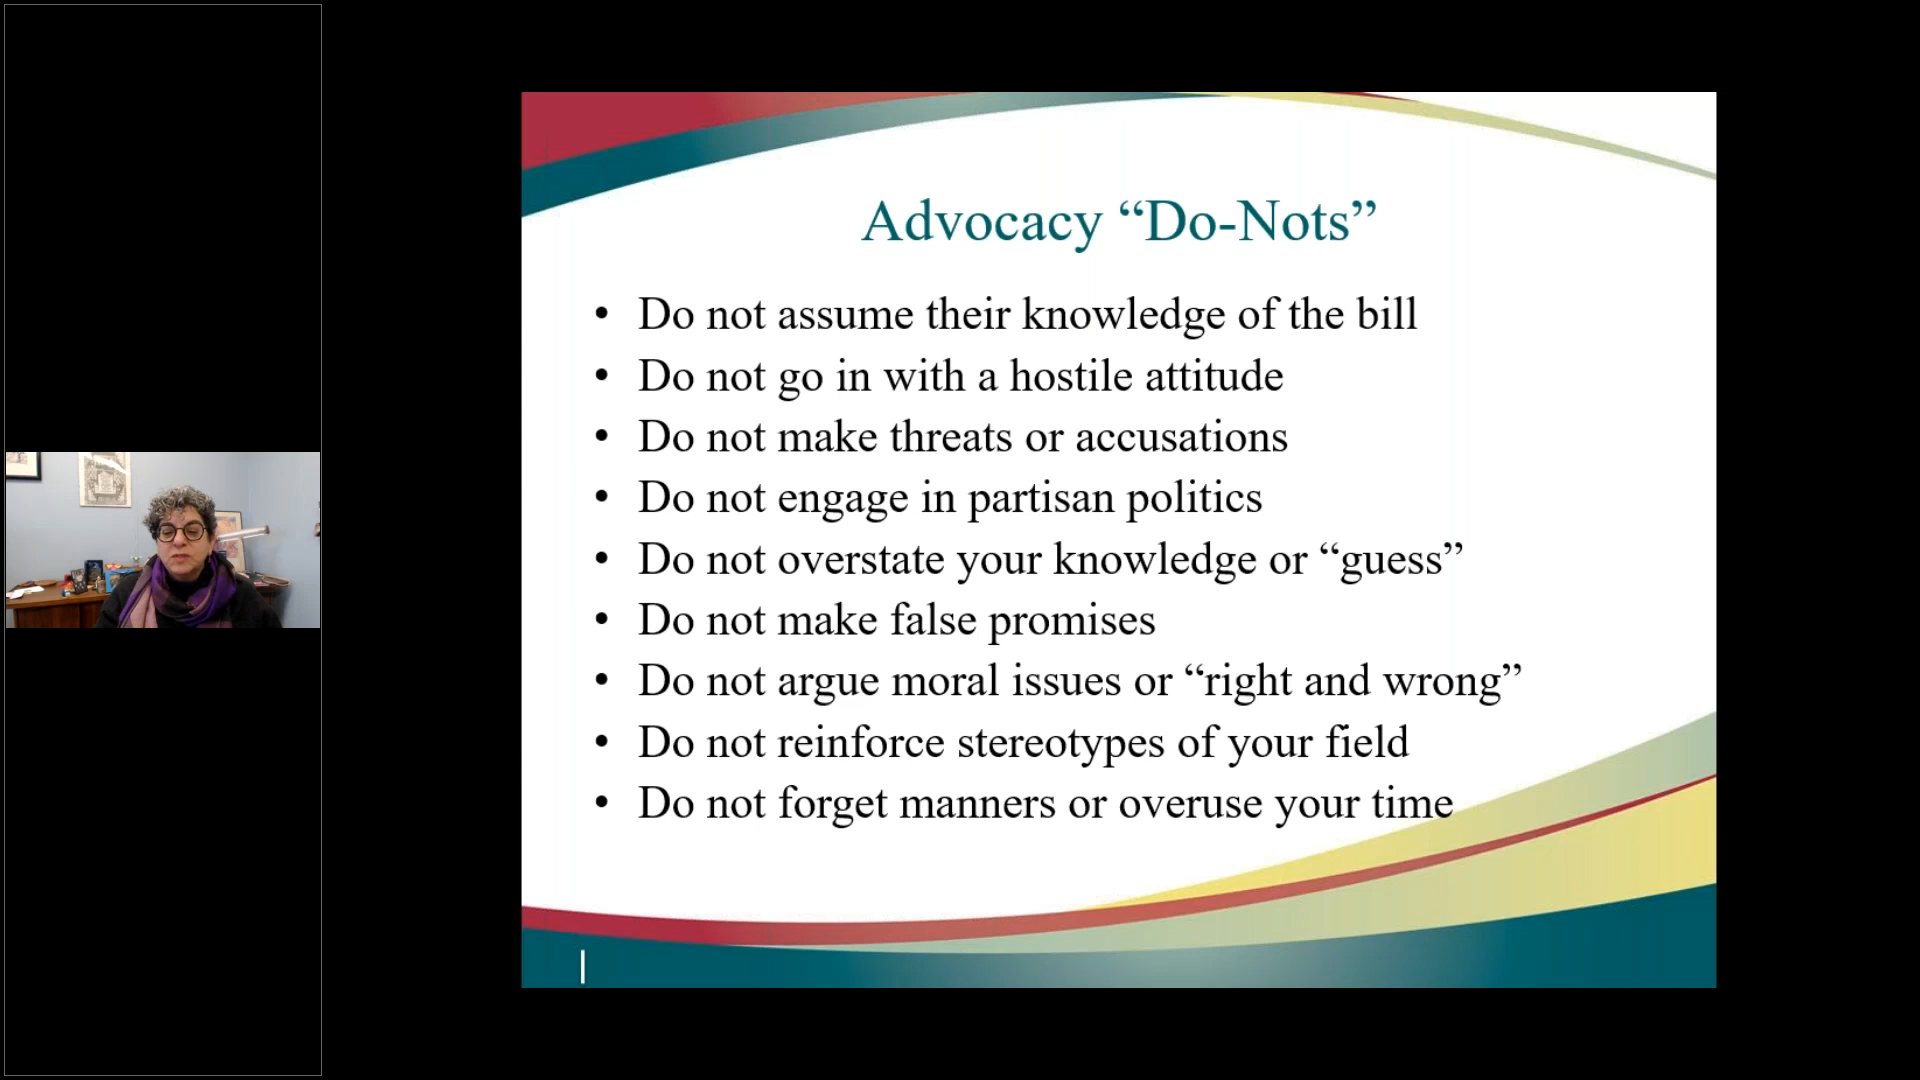 Advocacy “Do-Nots”
• Do not assume their knowledge of the bill
• Do not go in with a hostile attitude
• Do not make threats or accusations
• Do not engage in partisan politics
• Do not overstate your knowledge or “guess”
• Do not make false promises
• Do not argue moral issues or “right and wrong”
• Do not reinforce stereotypes of your field
• Do not forget manners or overuse your time